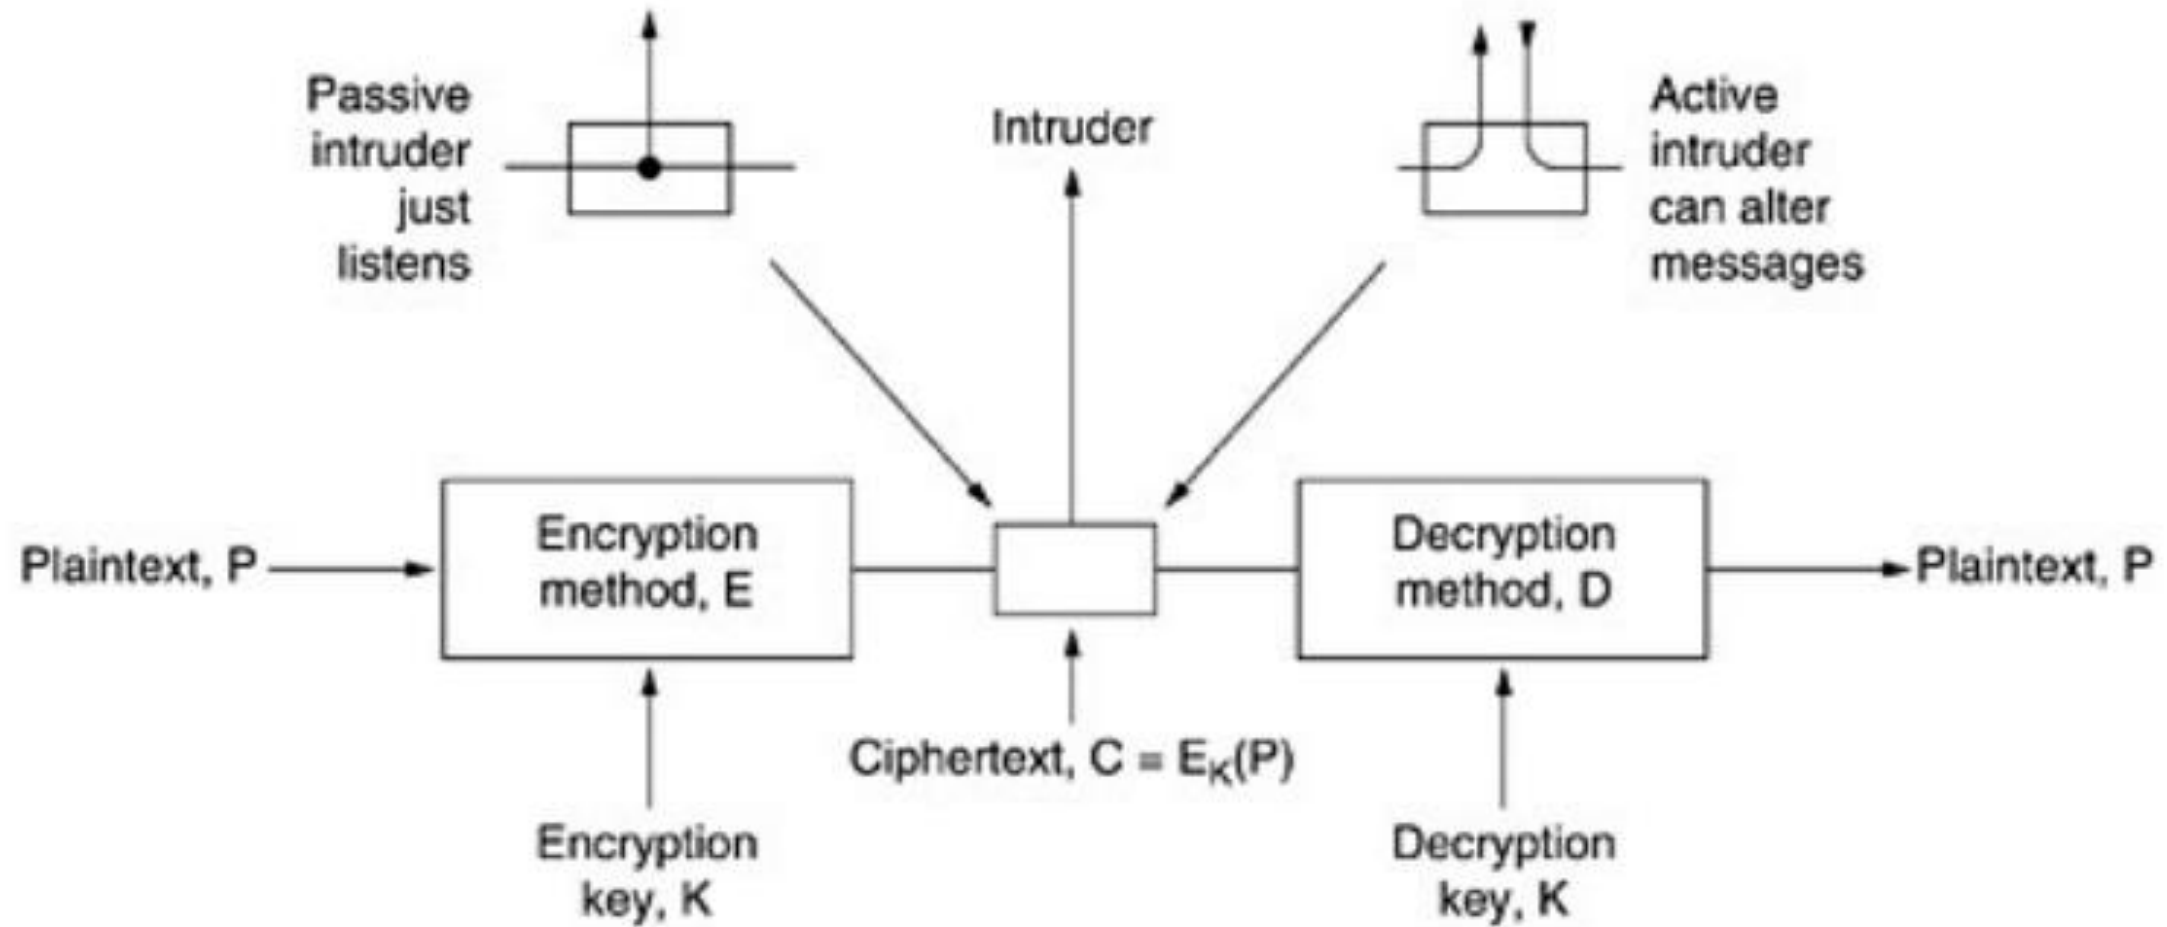 Passive
intruder
just
listens
Intruder
Active
intruder
can alter
messages
Plaintext, P
Encryption
method, E
Decryption
method, D
Plaintext, P
Ciphertext, C = E_K(P)
Encryption
key, K
Decryption
key, K